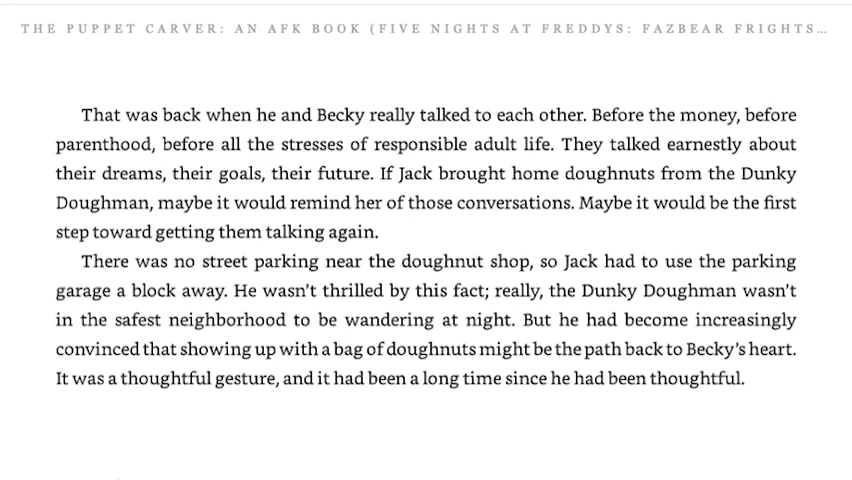 THE PUPPET CARVER: AN AFK BOOK (FIVE NIGHTS AT FREDDYS: FAZBEAR FRIGHTS…
That was back when he and Becky really talked to each other. Before the money, before
parenthood, before all the stresses of responsible adult life. They talked earnestly about
their dreams, their goals, their future. If Jack brought home doughnuts from the Dunky
Doughman, maybe it would remind her of those conversations. Maybe it would be the first
step toward getting them talking again.
There was no street parking near the doughnut shop, so Jack had to use the parking
garage a block away. He wasn’t thrilled by this fact; really, the Dunky Doughman wasn’t
in the safest neighborhood to be wandering at night. But he had become increasingly
convinced that showing up with a bag of doughnuts might be the path back to Becky’s heart.
It was a thoughtful gesture, and it had been a long time since he had been thoughtful.